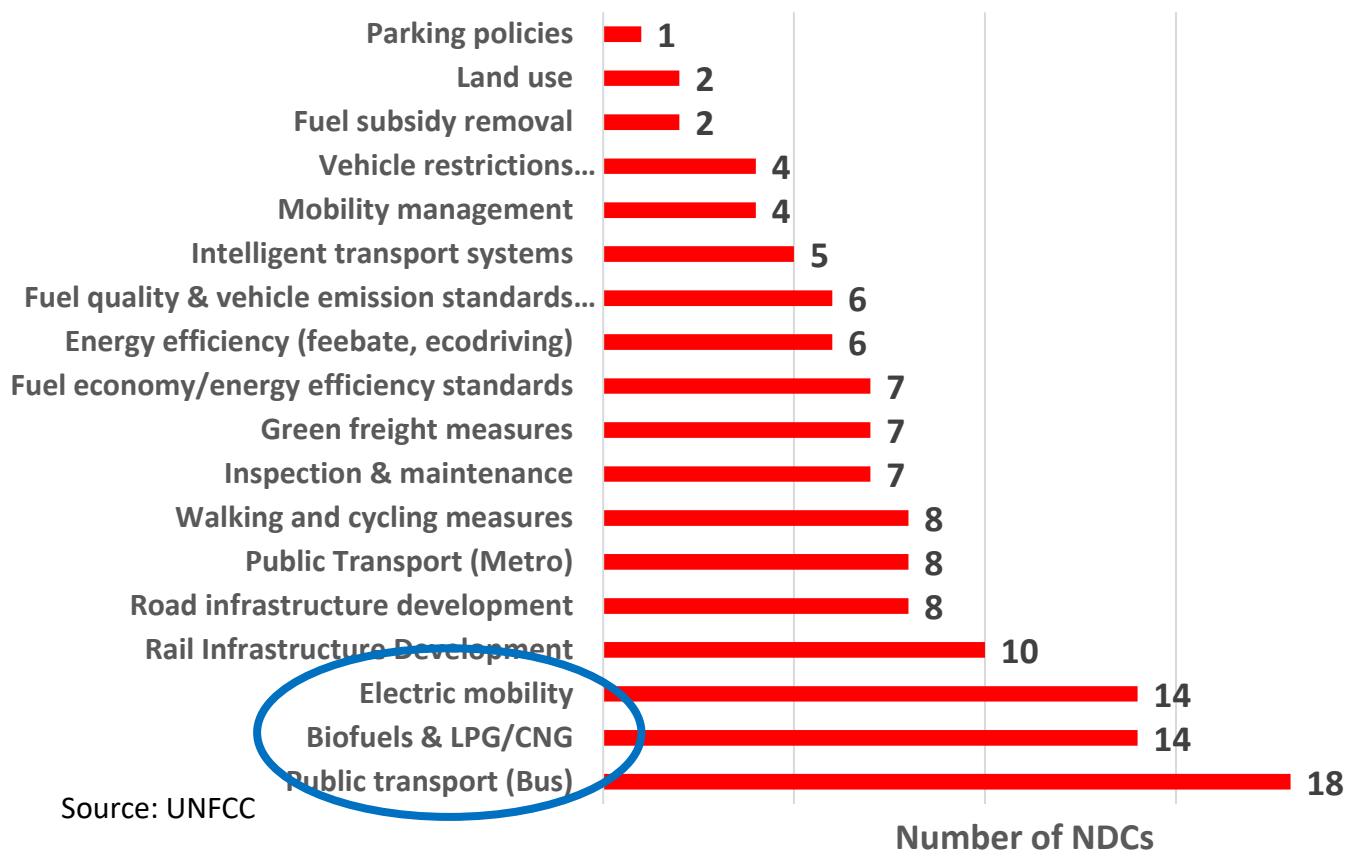 Parking policies 1
Land use 2
Fuel subsidy removal 2
Vehicle restrictions… 4
Mobility management 4
Intelligent transport systems 5
Fuel quality & vehicle emission standards… 6
Energy efficiency (feebate, ecodriving) 6
Fuel economy/energy efficiency standards 7
Green freight measures 7
Inspection & maintenance 7
Walking and cycling measures 8
Public Transport (Metro) 8
Road infrastructure development 8
Rail Infrastructure Development 10
Electric mobility 14
Biofuels & LPG/CNG 14
Public transport (Bus) 18
Source: UNFCC
Number of NDCs